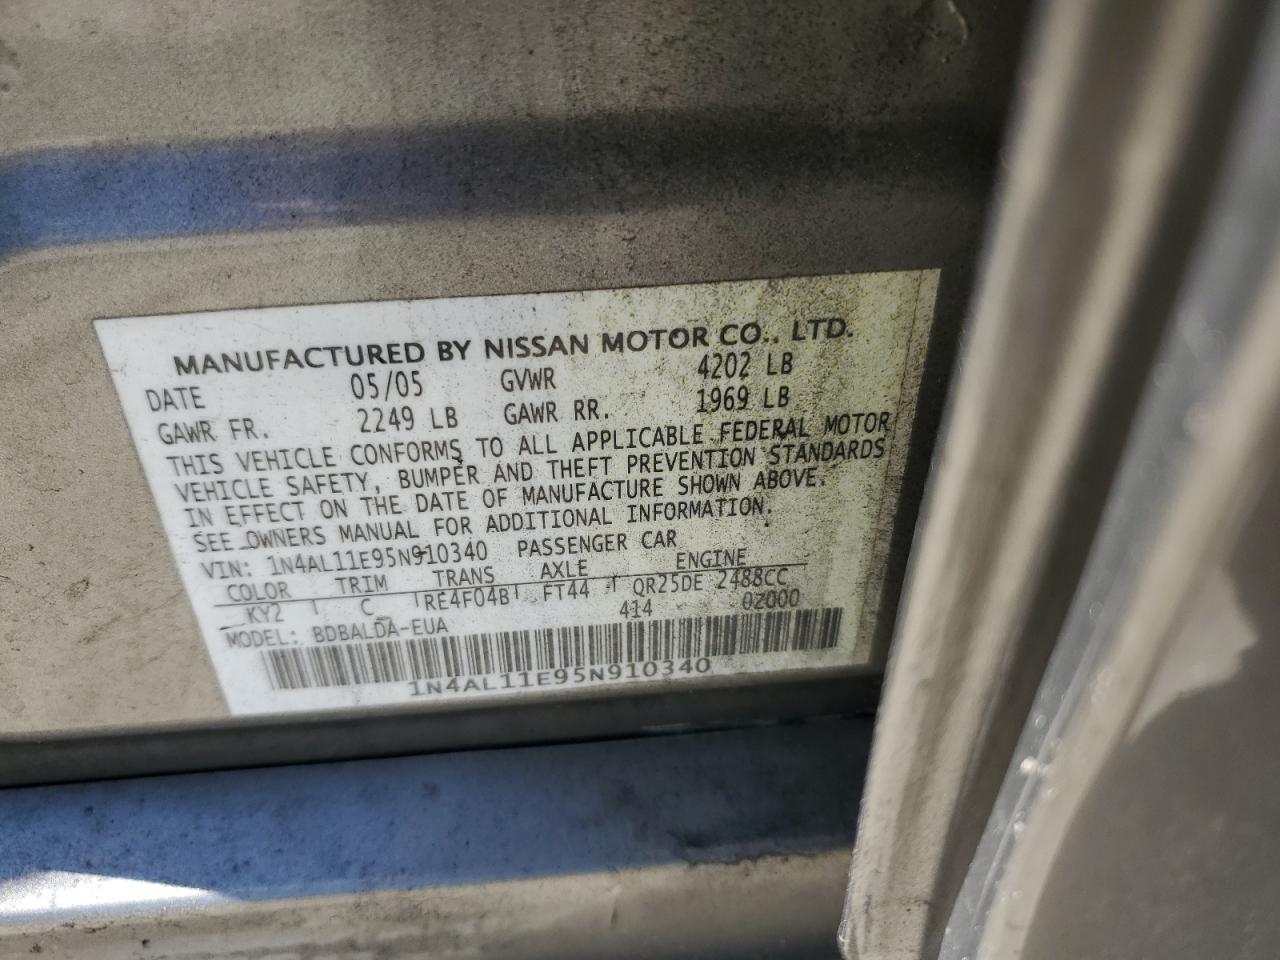 MANUFACTURED BY NISSAN MOTOR CO., LTD.
DATE 05/05 GVWR 4202 LB
GAWR FR. 2249 LB GAWR RR. 1969 LB
THIS VEHICLE CONFORMS TO ALL APPLICABLE FEDERAL MOTOR
VEHICLE SAFETY, BUMPER AND THEFT PREVENTION STANDARDS
IN EFFECT ON THE DATE OF MANUFACTURE SHOWN ABOVE.
SEE OWNERS MANUAL FOR ADDITIONAL INFORMATION.
VIN: 1N4AL11E95N910340 PASSENGER CAR
COLOR TRIM TRANS AXLE ENGINE
KY2 C RE4F04B FT44 QR25DE 2488CC
MODEL: BDBALDA-EUA 414 0Z000
1N4AL11E95N910340